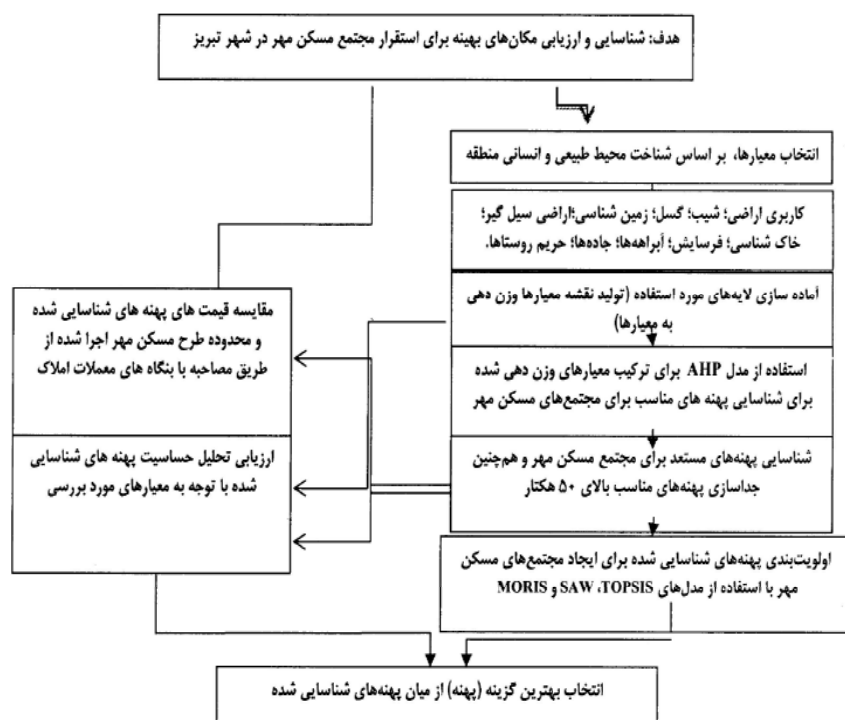 هدف: شناسایی و ارزیابی مکان‌های بهینه برای استقرار مجتمع مسکن مهر در شهر تبریز
انتخاب معیارها، بر اساس شناخت محیط طبیعی و انسانی منطقه
کاربری اراضی؛ شیب؛ گسل؛ زمین شناسی؛اراضی سیل گیر؛
خاک شناسی؛ فرسایش؛ آبراهه‌ها؛ جاده‌ها؛ حریم روستاها.
آماده سازی لایه‌های مورد استفاده (تولید نقشه معیارها وزن دهی
به معیارها)
استفاده از مدل AHP برای ترکیب معیارهای وزن دهی شده
برای شناسایی پهنه های مناسب برای مجتمع‌های مسکن مهر
شناسایی پهنه‌های مستعد برای مجتمع مسکن مهر و هم‌چنین
جداسازی پهنه‌های مناسب بالای ۵۰ هکتار
اولویت‌بندی پهنه‌های شناسایی شده برای ایجاد مجتمع‌های مسکن
مهر با استفاده از مدل‌های SAW ،TOPSIS و MORIS
مقایسه قیمت های پهنه های شناسایی شده
و محدوده طرح مسکن مهر اجرا شده از
طریق مصاحبه با بنگاه های معملات املاک
ارزیابی تحلیل حساسیت پهنه های شناسایی
شده با توجه به معیارهای مورد بررسی
انتخاب بهترین گزینه (پهنه) از میان پهنه‌های شناسایی شده